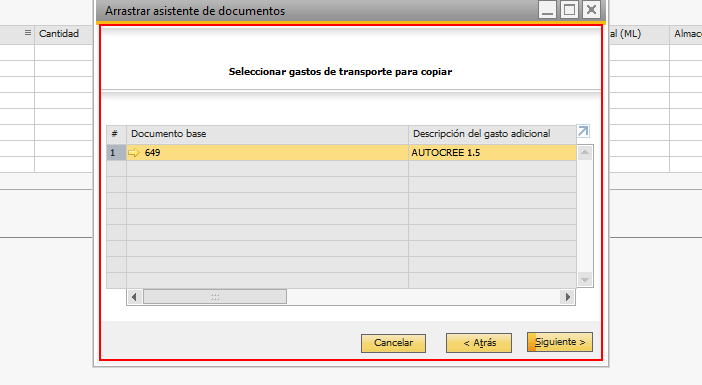 Arrastrar asistente de documentos
Cantidad
al (ML)
Almac
Seleccionar gastos de transporte para copiar
# Documento base Descripción del gasto adicional
1 649 AUTOCREE 1.5
Cancelar < Atrás Siguiente >